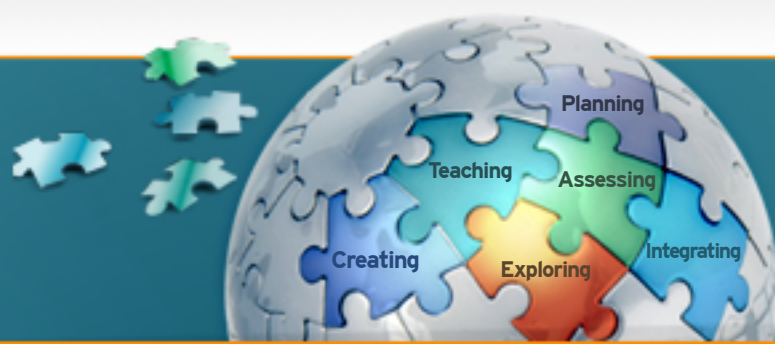 Planning
Teaching
Assessing
Creating
Exploring
Integrating